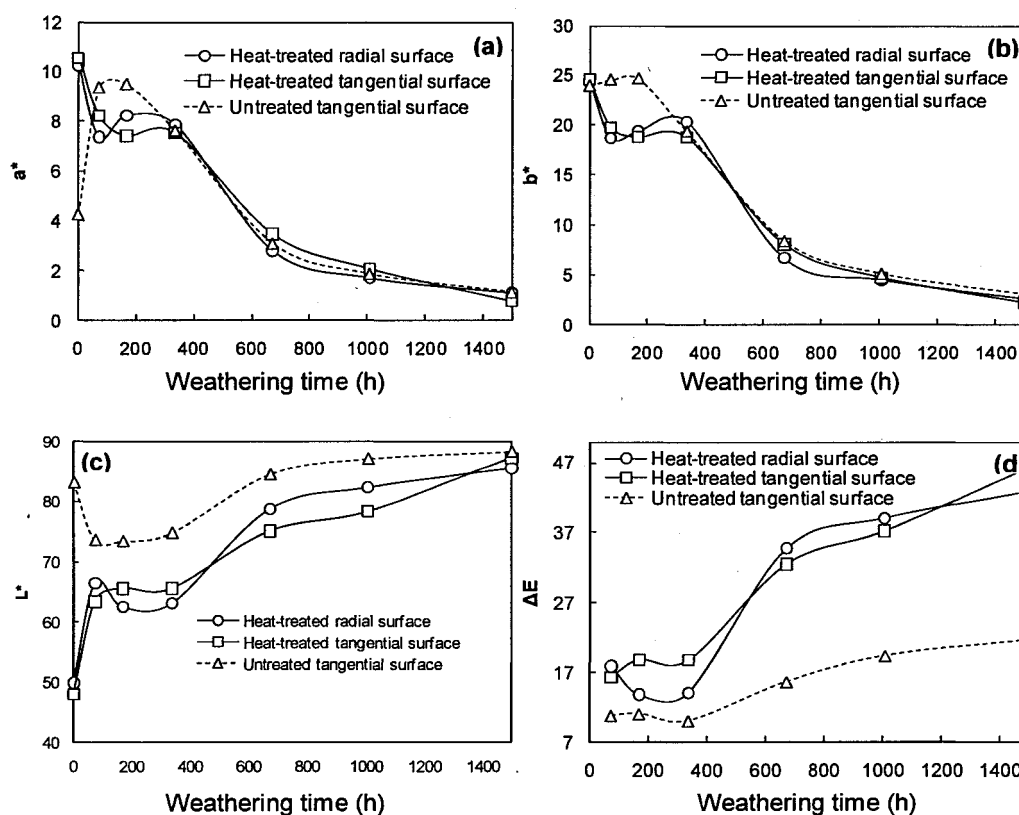 12
10
8
6
4
2
0
a*
(a)
Heat-treated radial surface
Heat-treated tangential surface
Untreated tangential surface
0 200 400 600 800 1000 1200 1400
Weathering time (h)
30
25
20
15
10
5
0
b*
(b)
Heat-treated radial surface
Heat-treated tangential surface
Untreated tangential surface
0 200 400 600 800 1000 1200 1400
Weathering time (h)
90
80
70
60
50
40
L*
(c)
Heat-treated radial surface
Heat-treated tangential surface
Untreated tangential surface
0 200 400 600 800 1000 1200 1400
Weathering time (h)
47
37
27
17
7
ΔE
(d)
Heat-treated radial surface
Heat-treated tangential surface
Untreated tangential surface
0 200 400 600 800 1000 1200 1400
Weathering time (h)